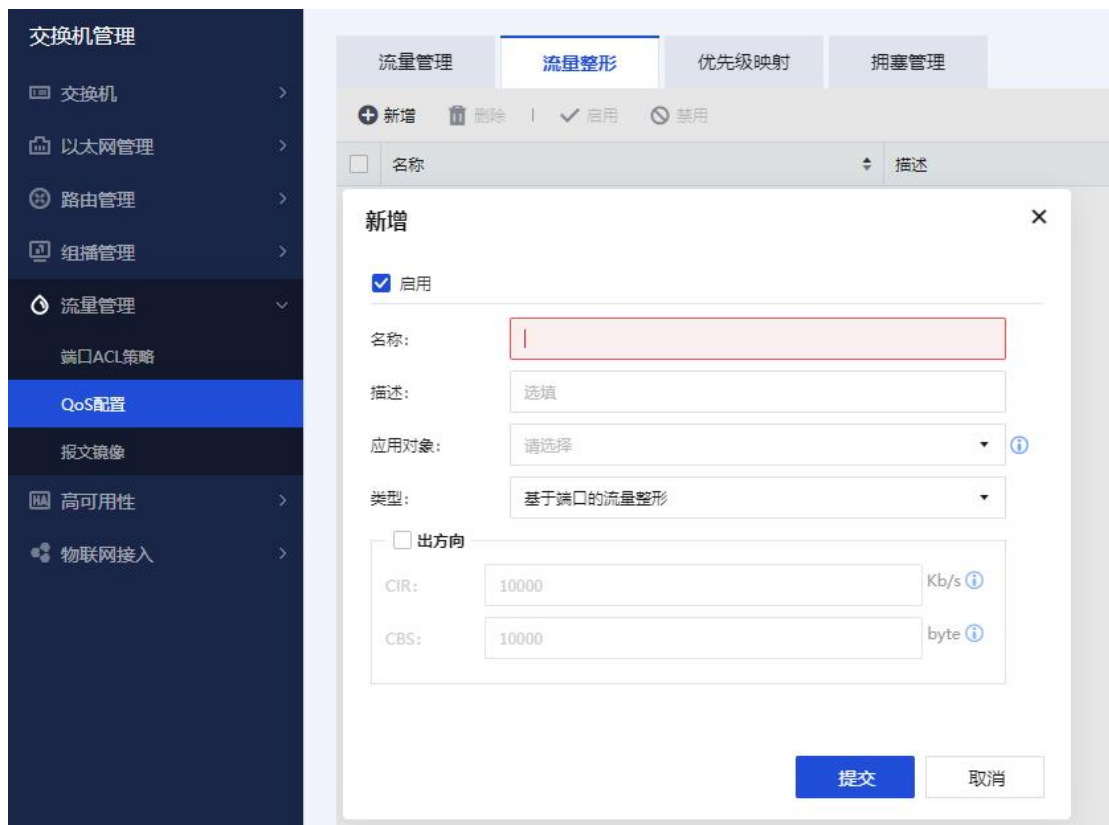 交换机管理
交换机
以太网管理
路由管理
组播管理
流量管理
端口ACL策略
QoS配置
报文镜像
HA 高可用性
物联网接入
流量管理 流量整形 优先级映射 拥塞管理
新增 删除 | 启用 禁用
名称 描述
新增
启用
名称:
描述: 选填
应用对象: 请选择
类型: 基于端口的流量整形
出方向
CIR: 10000 Kb/s
CBS: 10000 byte
提交 取消